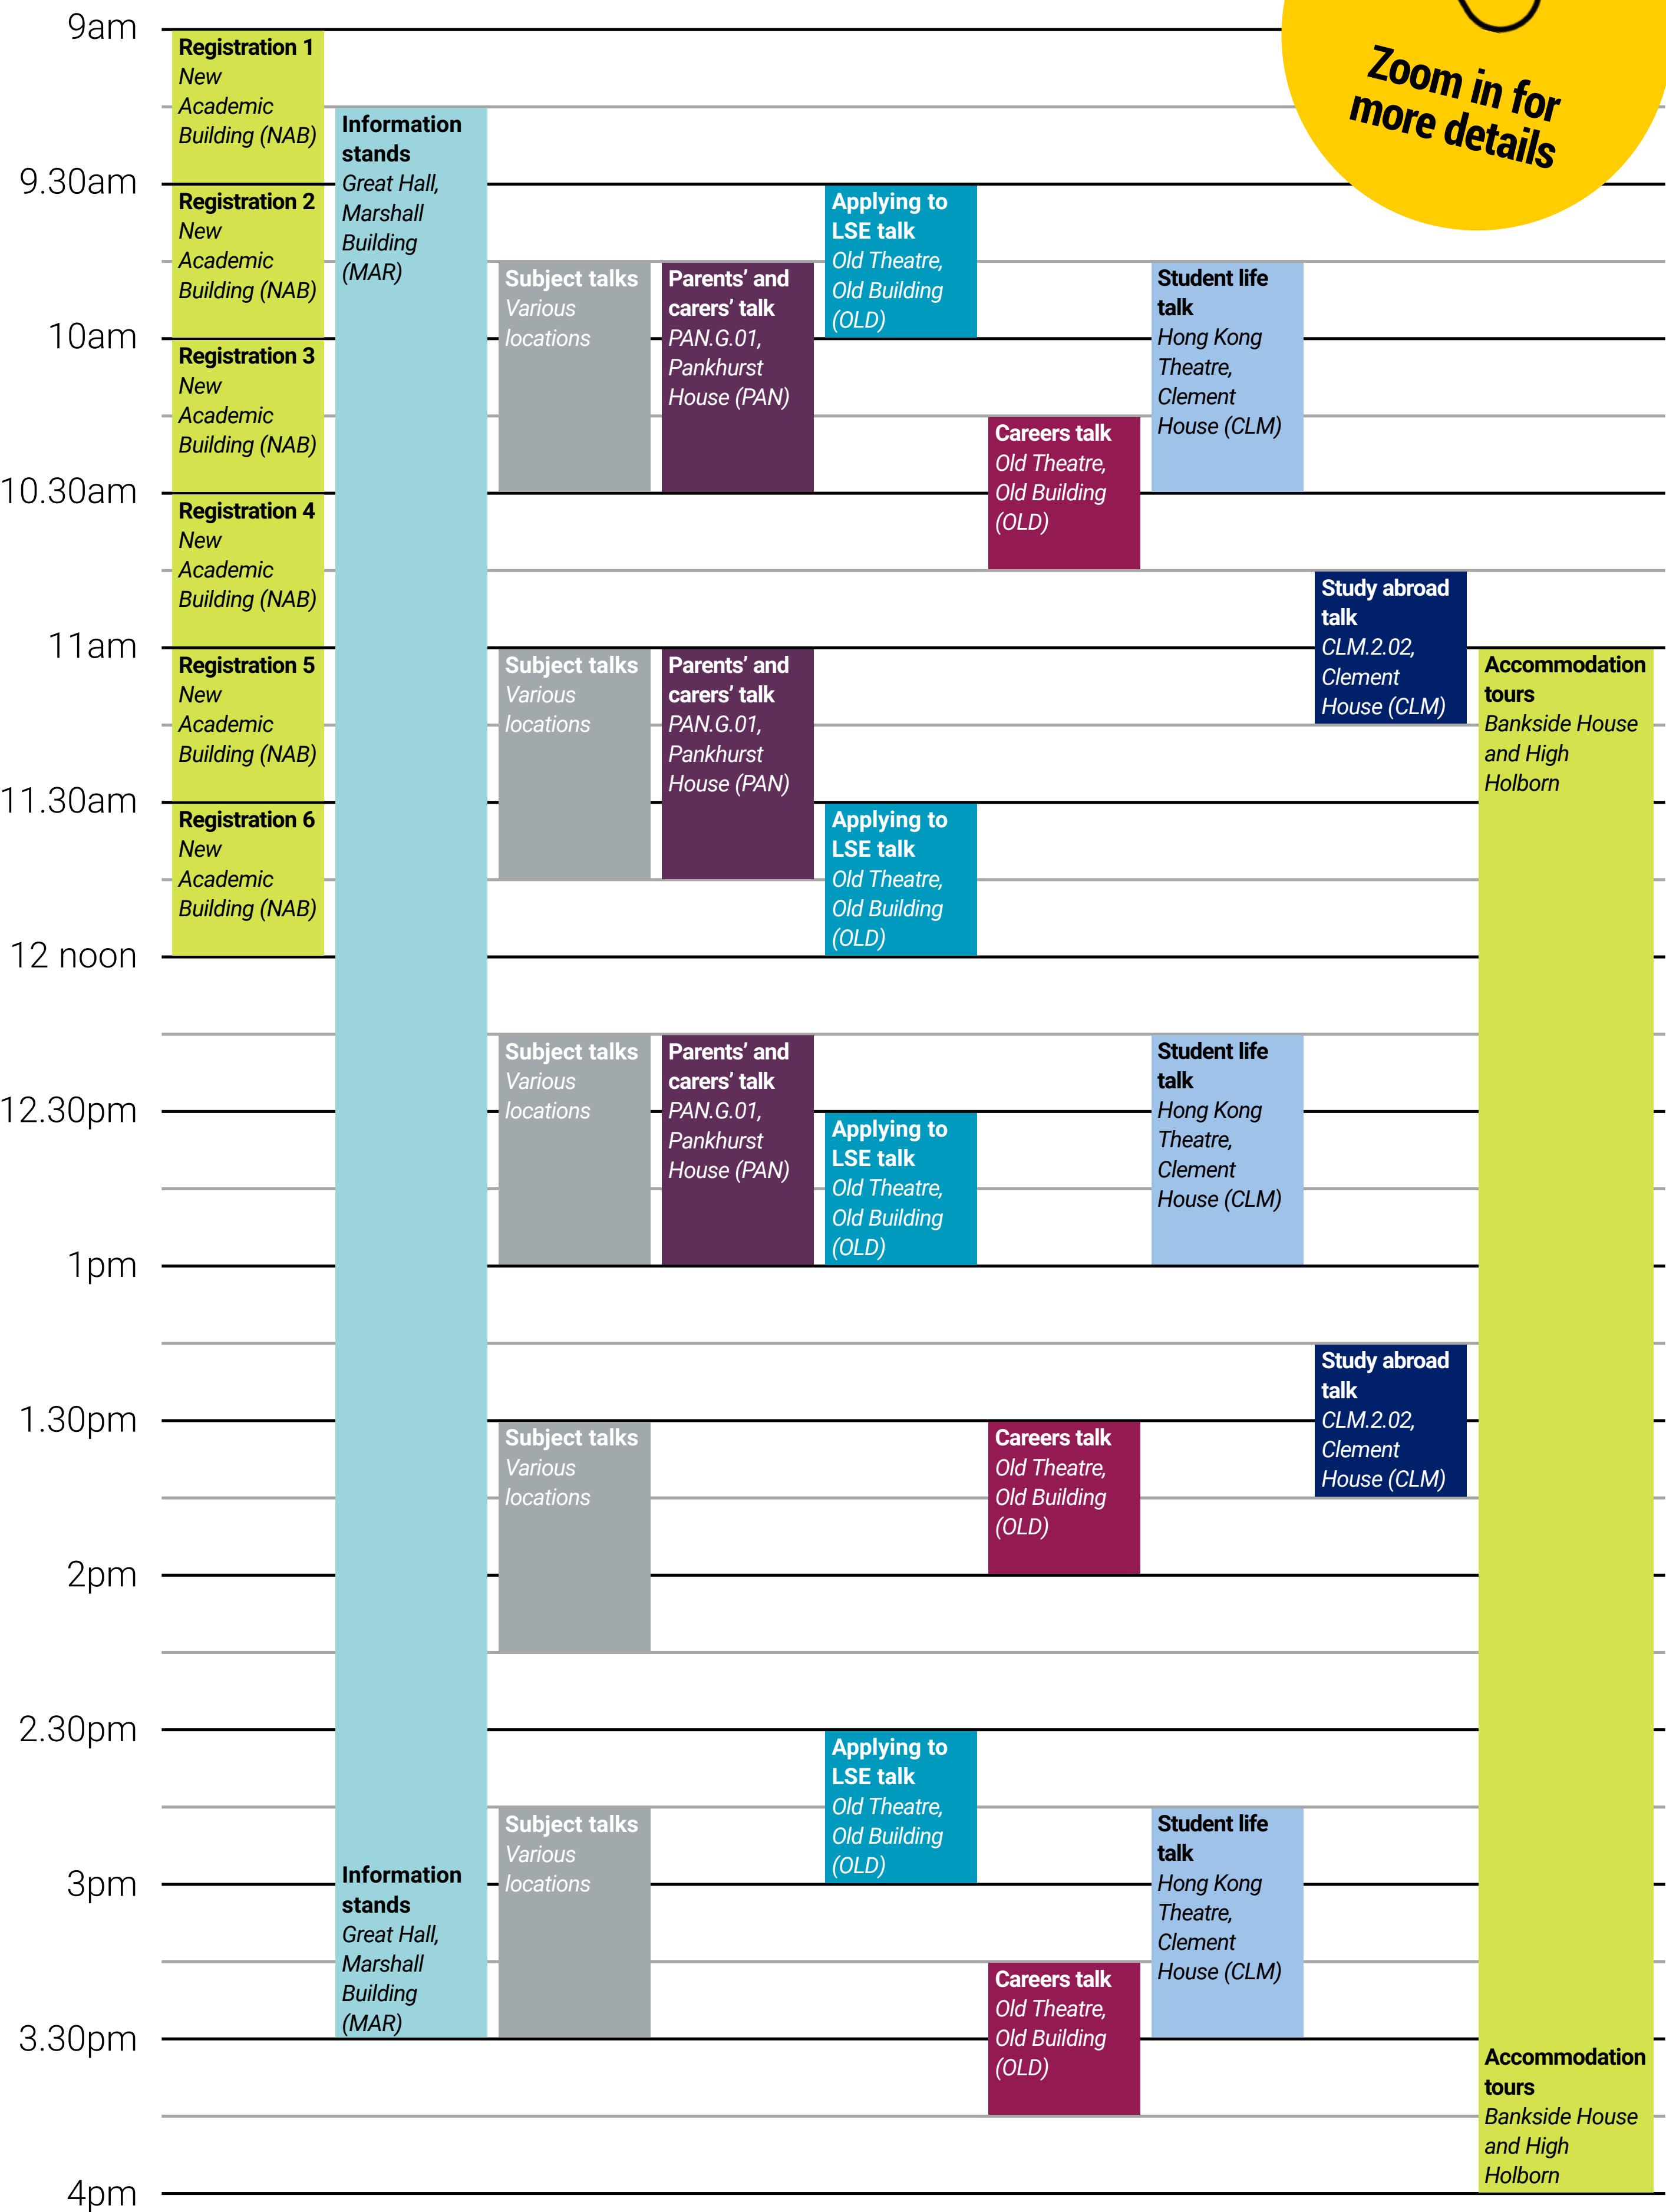 Zoom in for
more details
9am
9.30am
10am
10.30am
11am
11.30am
12 noon
12.30pm
1pm
1.30pm
2pm
2.30pm
3pm
3.30pm
4pm
Registration 1
New
Academic
Building (NAB)
Registration 2
New
Academic
Building (NAB)
Registration 3
New
Academic
Building (NAB)
Registration 4
New
Academic
Building (NAB)
Registration 5
New
Academic
Building (NAB)
Registration 6
New
Academic
Building (NAB)
Information
stands
Great Hall,
Marshall
Building
(MAR)
Information
stands
Great Hall,
Marshall
Building
(MAR)
Subject talks
Various
locations
Subject talks
Various
locations
Subject talks
Various
locations
Subject talks
Various
locations
Subject talks
Various
locations
Parents’ and
carers’ talk
PAN.G.01,
Pankhurst
House (PAN)
Parents’ and
carers’ talk
PAN.G.01,
Pankhurst
House (PAN)
Parents’ and
carers’ talk
PAN.G.01,
Pankhurst
House (PAN)
Applying to
LSE talk
Old Theatre,
Old Building
(OLD)
Applying to
LSE talk
Old Theatre,
Old Building
(OLD)
Applying to
LSE talk
Old Theatre,
Old Building
(OLD)
Applying to
LSE talk
Old Theatre,
Old Building
(OLD)
Careers talk
Old Theatre,
Old Building
(OLD)
Careers talk
Old Theatre,
Old Building
(OLD)
Careers talk
Old Theatre,
Old Building
(OLD)
Student life
talk
Hong Kong
Theatre,
Clement
House (CLM)
Student life
talk
Hong Kong
Theatre,
Clement
House (CLM)
Student life
talk
Hong Kong
Theatre,
Clement
House (CLM)
Study abroad
talk
CLM.2.02,
Clement
House (CLM)
Study abroad
talk
CLM.2.02,
Clement
House (CLM)
Accommodation
tours
Bankside House
and High
Holborn
Accommodation
tours
Bankside House
and High
Holborn